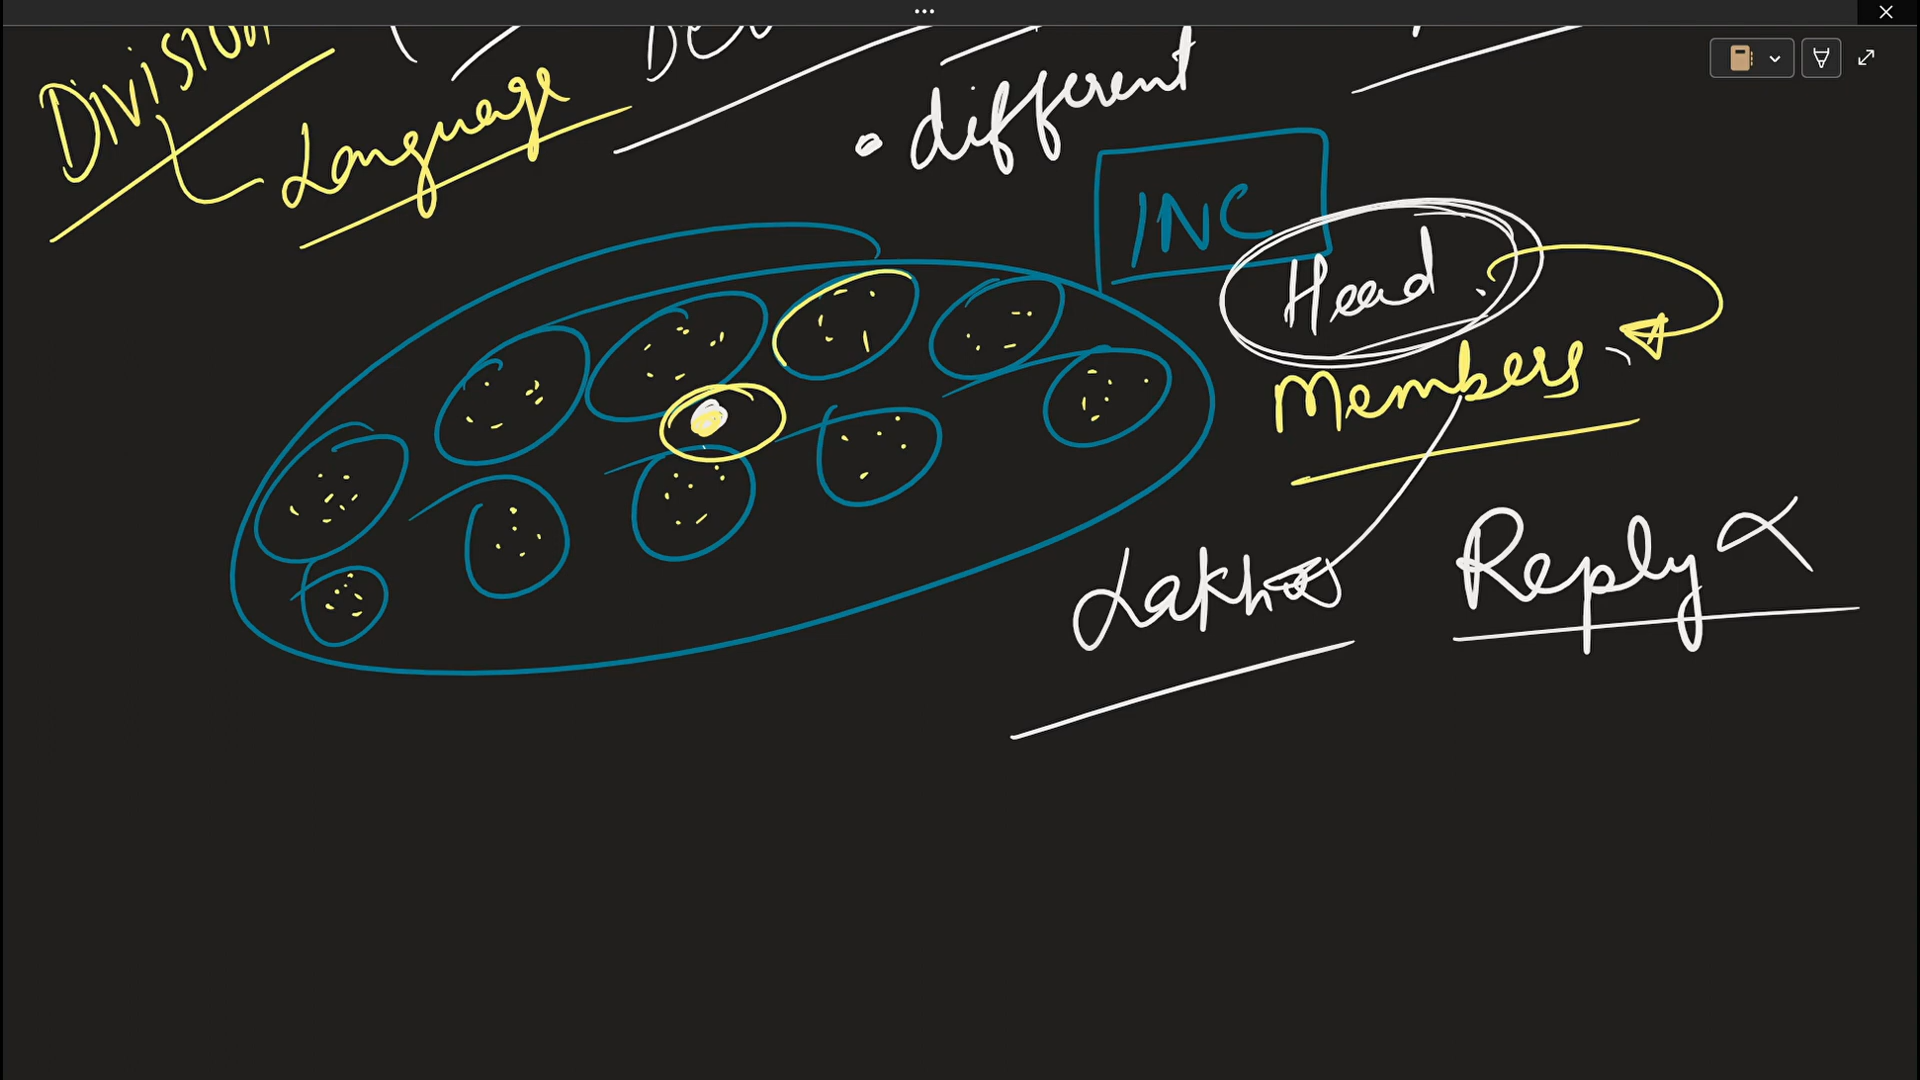 Division
Language
different
INC
Head
Members
Lakhs
Reply